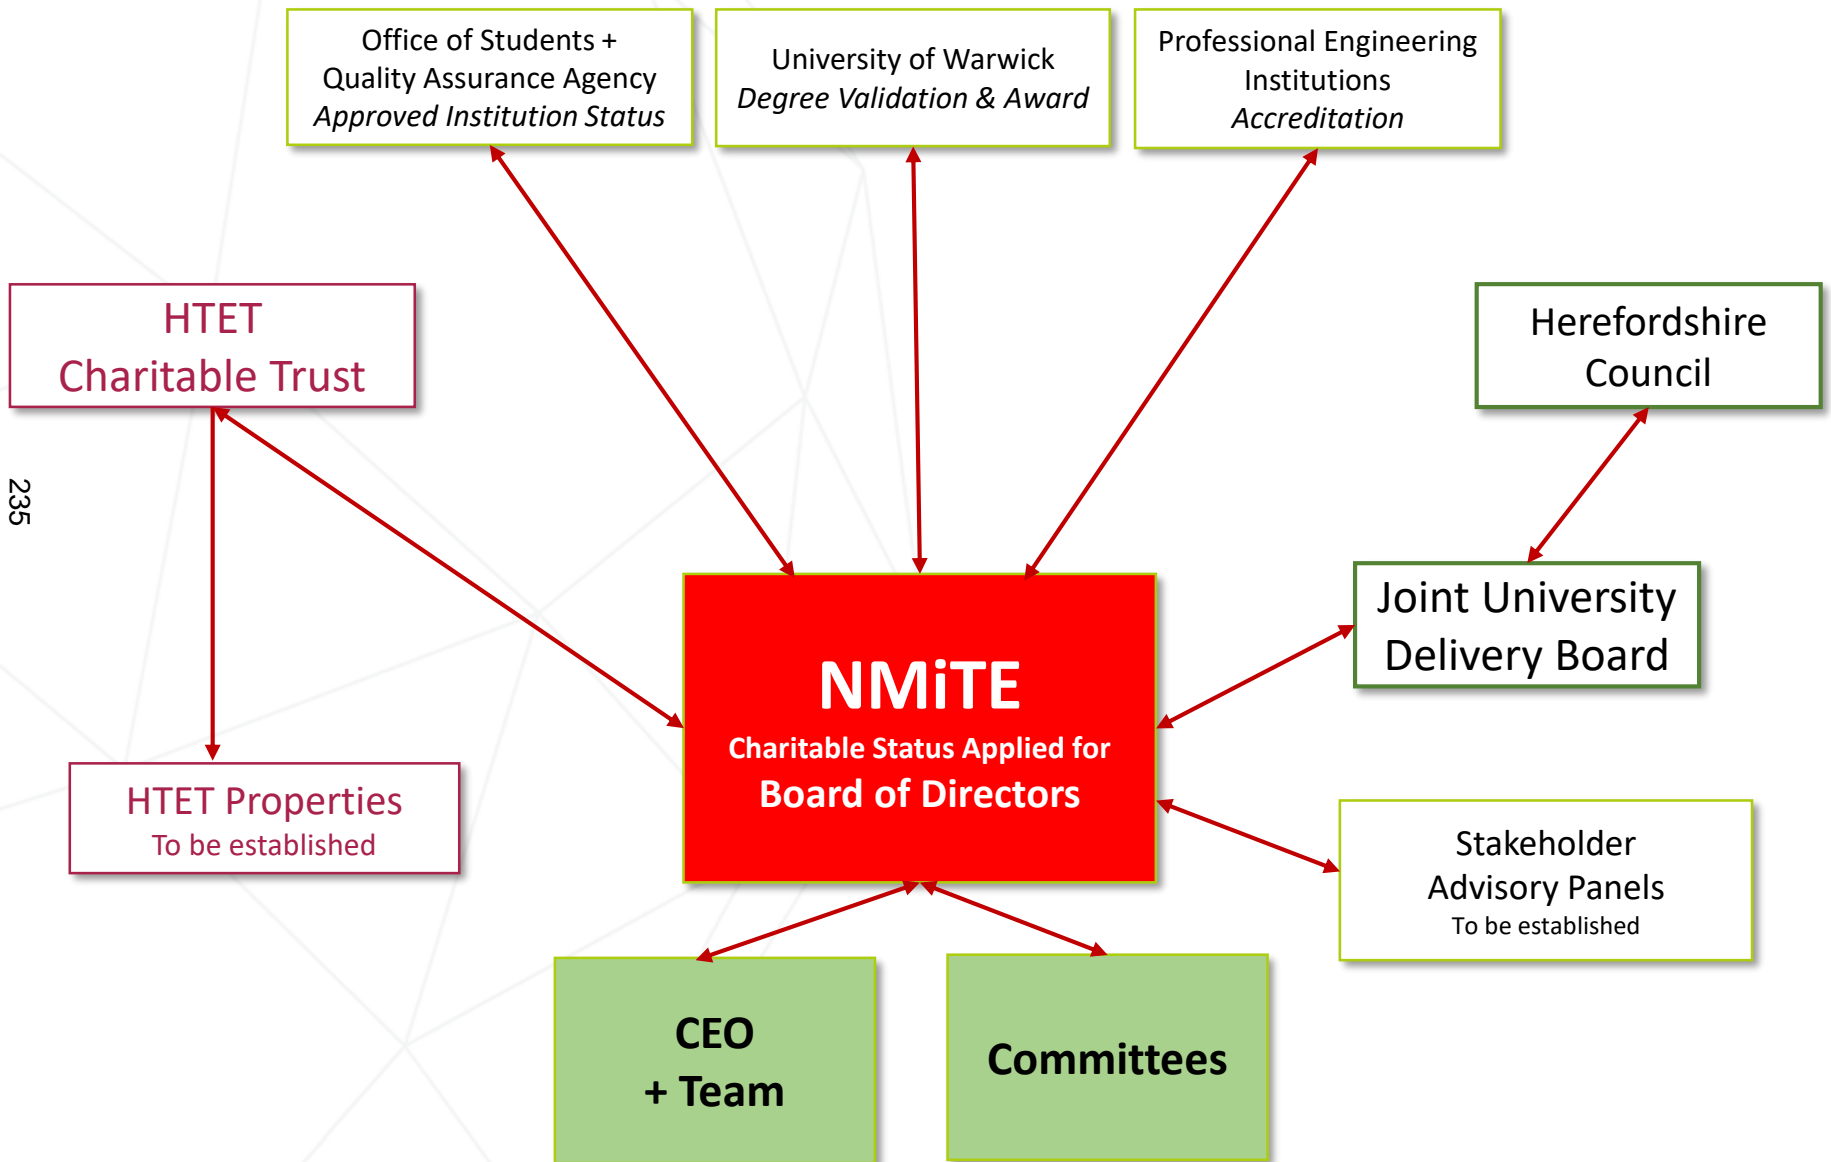 Office of Students +
Quality Assurance Agency
Approved Institution Status
University of Warwick
Degree Validation & Award
Professional Engineering
Institutions
Accreditation
HTET
Charitable Trust
Herefordshire
Council
235
Joint University
Delivery Board
NMiTE
Charitable Status Applied for
Board of Directors
HTET Properties
To be established
Stakeholder
Advisory Panels
To be established
CEO
+ Team
Committees